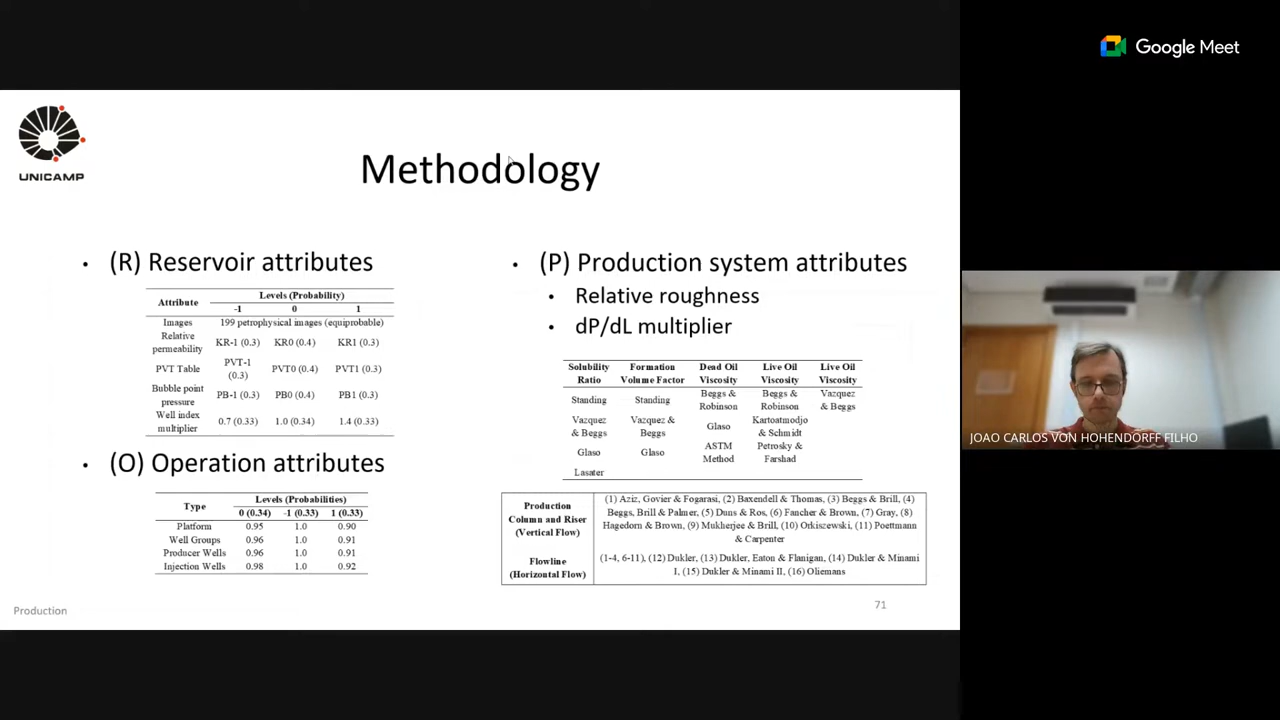 Google Meet
UNICAMP
Methodology
• (R) Reservoir attributes
Attribute Levels (Probability)
-1 0 1
Images 199 petrophysical images (equiprobable)
Relative permeability KR-1 (0.3) KR0 (0.4) KR1 (0.3)
PVT Table PVT-1 (0.3) PVT0 (0.4) PVT1 (0.3)
Bubble point pressure PB-1 (0.3) PB0 (0.4) PB1 (0.3)
Well index multiplier 0.7 (0.33) 1.0 (0.34) 1.4 (0.33)
• (O) Operation attributes
Type Levels (Probabilities)
0 (0.34) -1 (0.33) 1 (0.33)
Platform 0.95 1.0 0.90
Well Groups 0.96 1.0 0.91
Producer Wells 0.96 1.0 0.91
Injection Wells 0.98 1.0 0.92
• (P) Production system attributes
• Relative roughness
• dP/dL multiplier
Solubility Ratio Formation Volume Factor Dead Oil Viscosity Live Oil Viscosity Live Oil Viscosity
Standing Standing Beggs & Robinson Beggs & Robinson Vazquez & Beggs
Vazquez & Beggs Vazquez & Beggs Glaso Kartoatmodjo & Schmidt
Glaso Glaso ASTM Method Petrosky & Farshad
Lasater
Production Column and Riser (Vertical Flow)
(1) Aziz, Govier & Fogarasi, (2) Baxendell & Thomas, (3) Beggs & Brill, (4)
Beggs, Brill & Palmer, (5) Duns & Ros, (6) Fancher & Brown, (7) Gray, (8)
Hagedorn & Brown, (9) Mukherjee & Brill, (10) Orkiszewski, (11) Poettmann
& Carpenter
Flowline (Horizontal Flow)
(1-4, 6-11), (12) Dukler, (13) Dukler, Eaton & Flanigan, (14) Dukler & Minami
I, (15) Dukler & Minami II, (16) Oliemans
Production
71
JOAO CARLOS VON HOHENDORFF FILHO